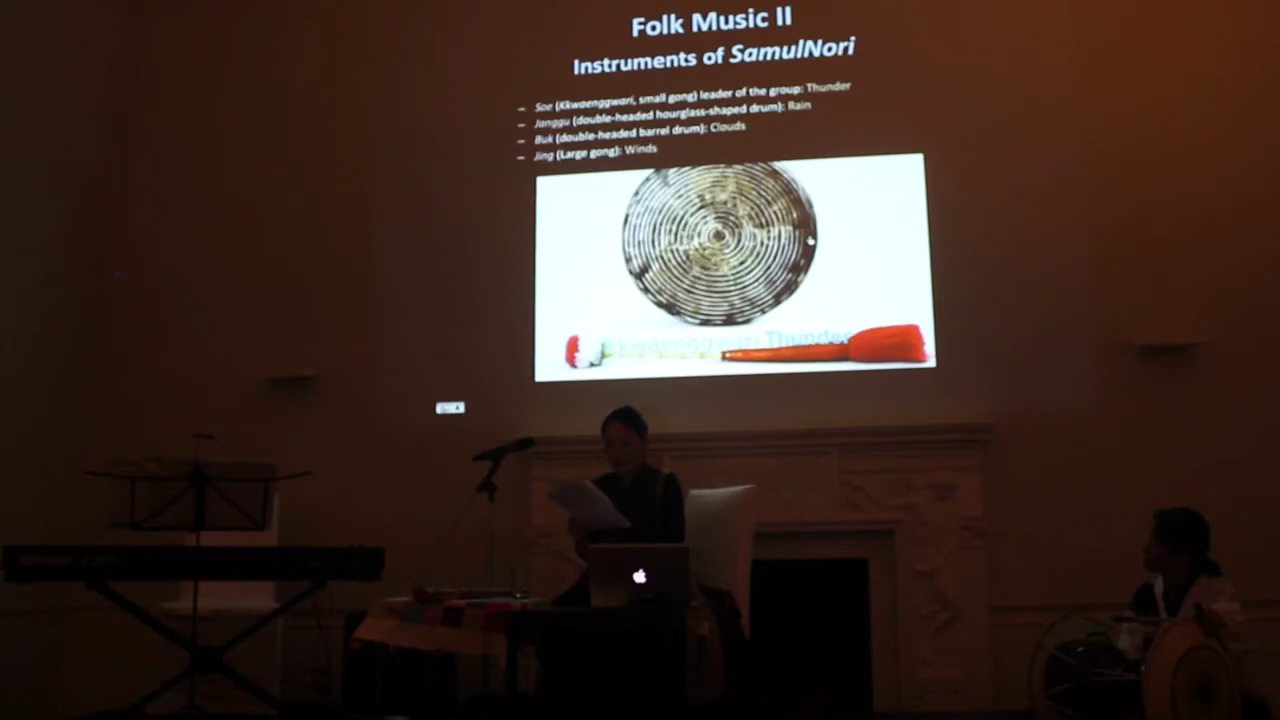 Folk Music II
Instruments of SamulNori
– Soe (Kkwaenggwari, small gong) leader of the group: Thunder
– Janggu (double-headed hourglass-shaped drum): Rain
– Buk (double-headed barrel drum): Clouds
– Jing (Large gong): Winds
Kkwaenggwari Thunder